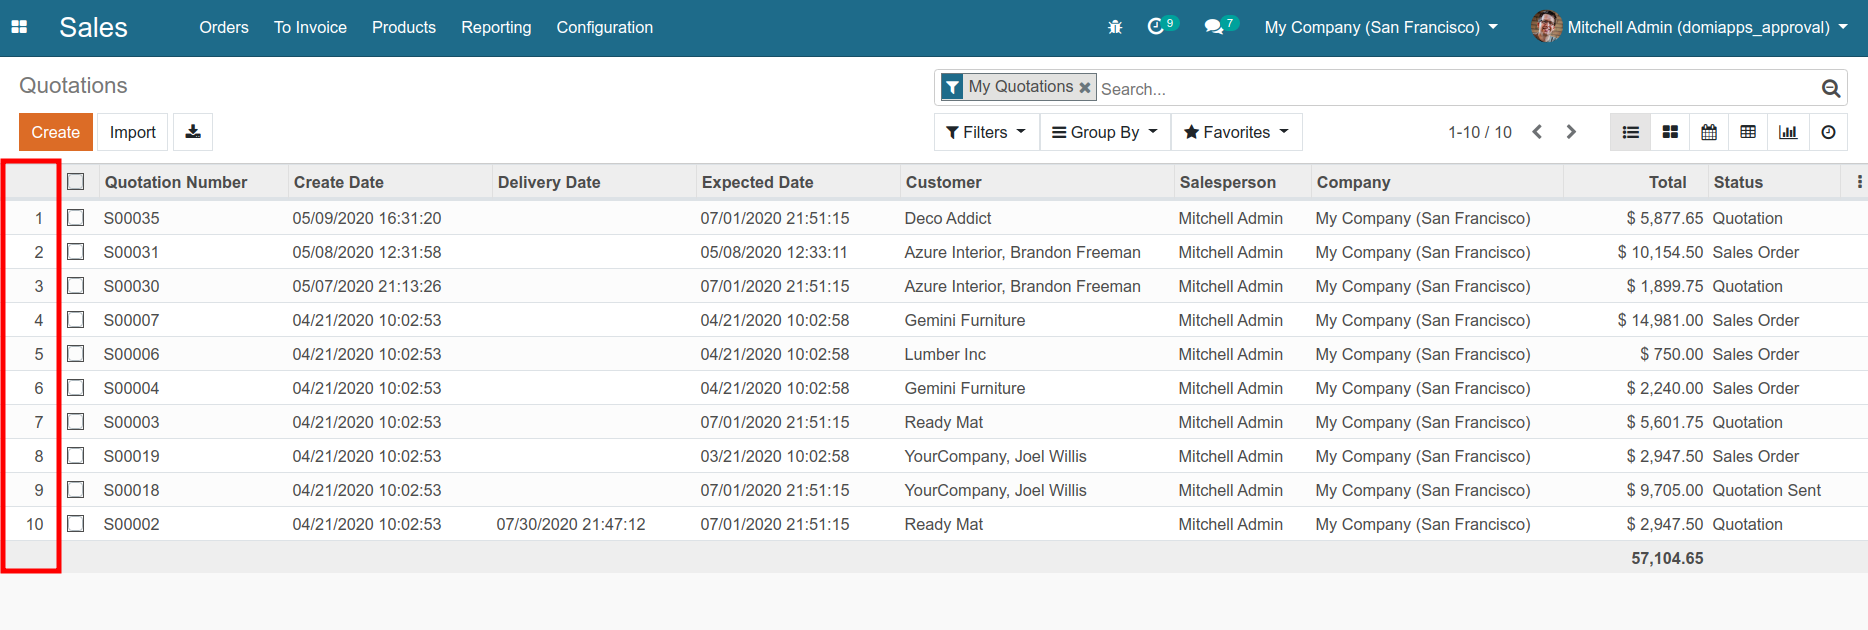 Sales Orders To Invoice Products Reporting Configuration 9 7 My Company (San Francisco) Mitchell Admin (domiapps_approval)
Quotations My Quotations Search...
Create Import Filters Group By Favorites 1-10 / 10
Quotation Number Create Date Delivery Date Expected Date Customer Salesperson Company Total Status
1 S00035 05/09/2020 16:31:20 07/01/2020 21:51:15 Deco Addict Mitchell Admin My Company (San Francisco) $ 5,877.65 Quotation
2 S00031 05/08/2020 12:31:58 05/08/2020 12:33:11 Azure Interior, Brandon Freeman Mitchell Admin My Company (San Francisco) $ 10,154.50 Sales Order
3 S00030 05/07/2020 21:13:26 07/01/2020 21:51:15 Azure Interior, Brandon Freeman Mitchell Admin My Company (San Francisco) $ 1,899.75 Quotation
4 S00007 04/21/2020 10:02:53 04/21/2020 10:02:58 Gemini Furniture Mitchell Admin My Company (San Francisco) $ 14,981.00 Sales Order
5 S00006 04/21/2020 10:02:53 04/21/2020 10:02:58 Lumber Inc Mitchell Admin My Company (San Francisco) $ 750.00 Sales Order
6 S00004 04/21/2020 10:02:53 04/21/2020 10:02:58 Gemini Furniture Mitchell Admin My Company (San Francisco) $ 2,240.00 Sales Order
7 S00003 04/21/2020 10:02:53 07/01/2020 21:51:15 Ready Mat Mitchell Admin My Company (San Francisco) $ 5,601.75 Quotation
8 S00019 04/21/2020 10:02:53 03/21/2020 10:02:58 YourCompany, Joel Willis Mitchell Admin My Company (San Francisco) $ 2,947.50 Sales Order
9 S00018 04/21/2020 10:02:53 07/01/2020 21:51:15 YourCompany, Joel Willis Mitchell Admin My Company (San Francisco) $ 9,705.00 Quotation Sent
10 S00002 04/21/2020 10:02:53 07/30/2020 21:47:12 07/01/2020 21:51:15 Ready Mat Mitchell Admin My Company (San Francisco) $ 2,947.50 Quotation
57,104.65